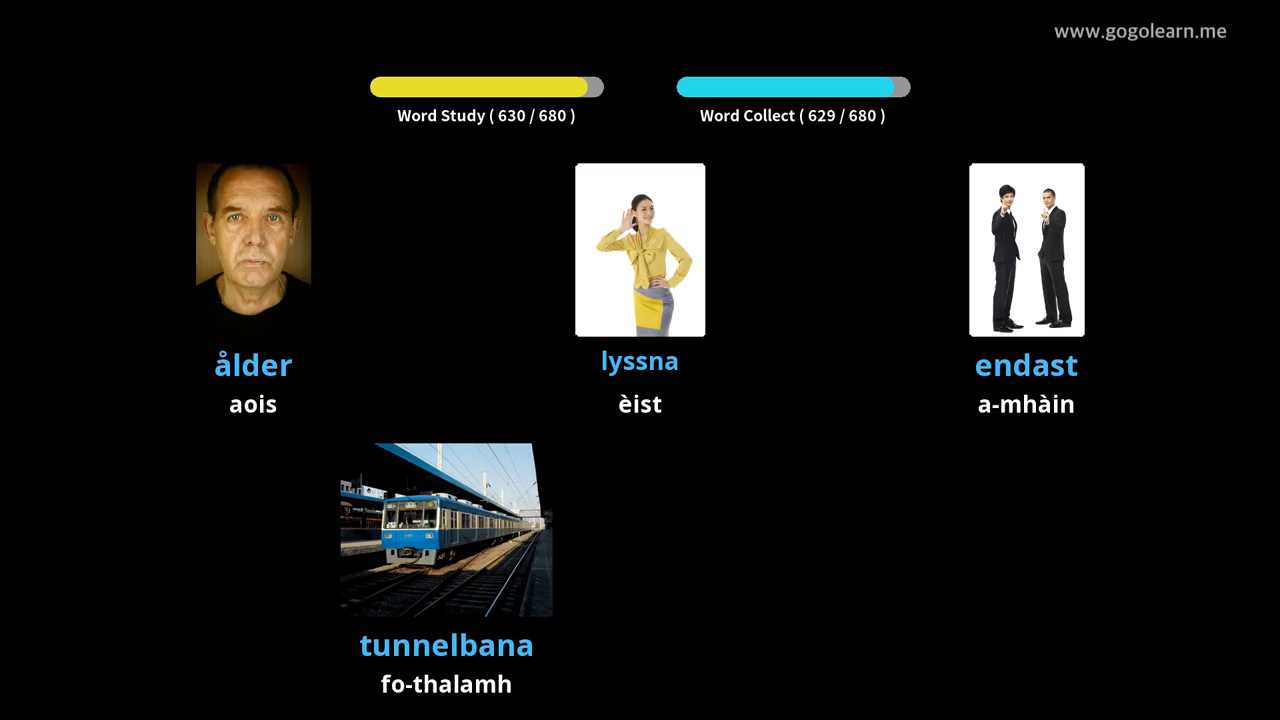 www.gogolearn.me
Word Study ( 630 / 680 )
Word Collect ( 629 / 680 )
ålder
aois
lyssna
èist
endast
a-mhàin
tunnelbana
fo-thalamh